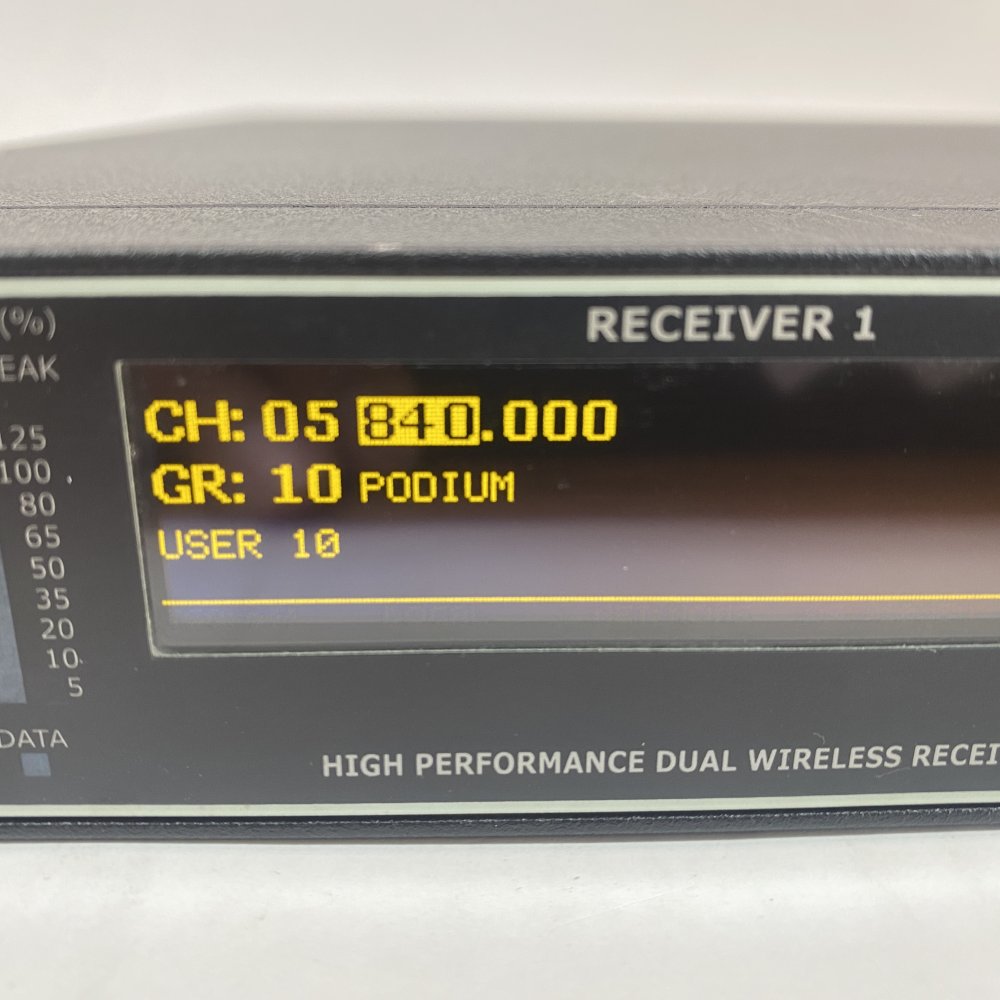 (%)
RECEIVER 1
EAK
CH: 05 840.000
125
100
GR: 10 PODIUM
80
65
USER 10
50
35
20
10
5
DATA
HIGH PERFORMANCE DUAL WIRELESS RECEI